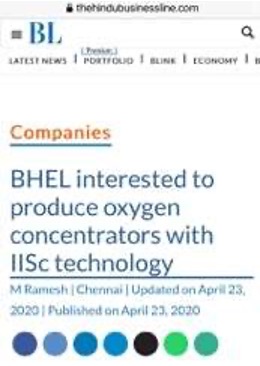 thehindubusinessline.com
BL
Premium
LATEST NEWS | PORTFOLIO | BLINK | ECONOMY |
Companies
BHEL interested to
produce oxygen
concentrators with
IISc technology
M Ramesh | Chennai | Updated on April 23,
2020 | Published on April 23, 2020